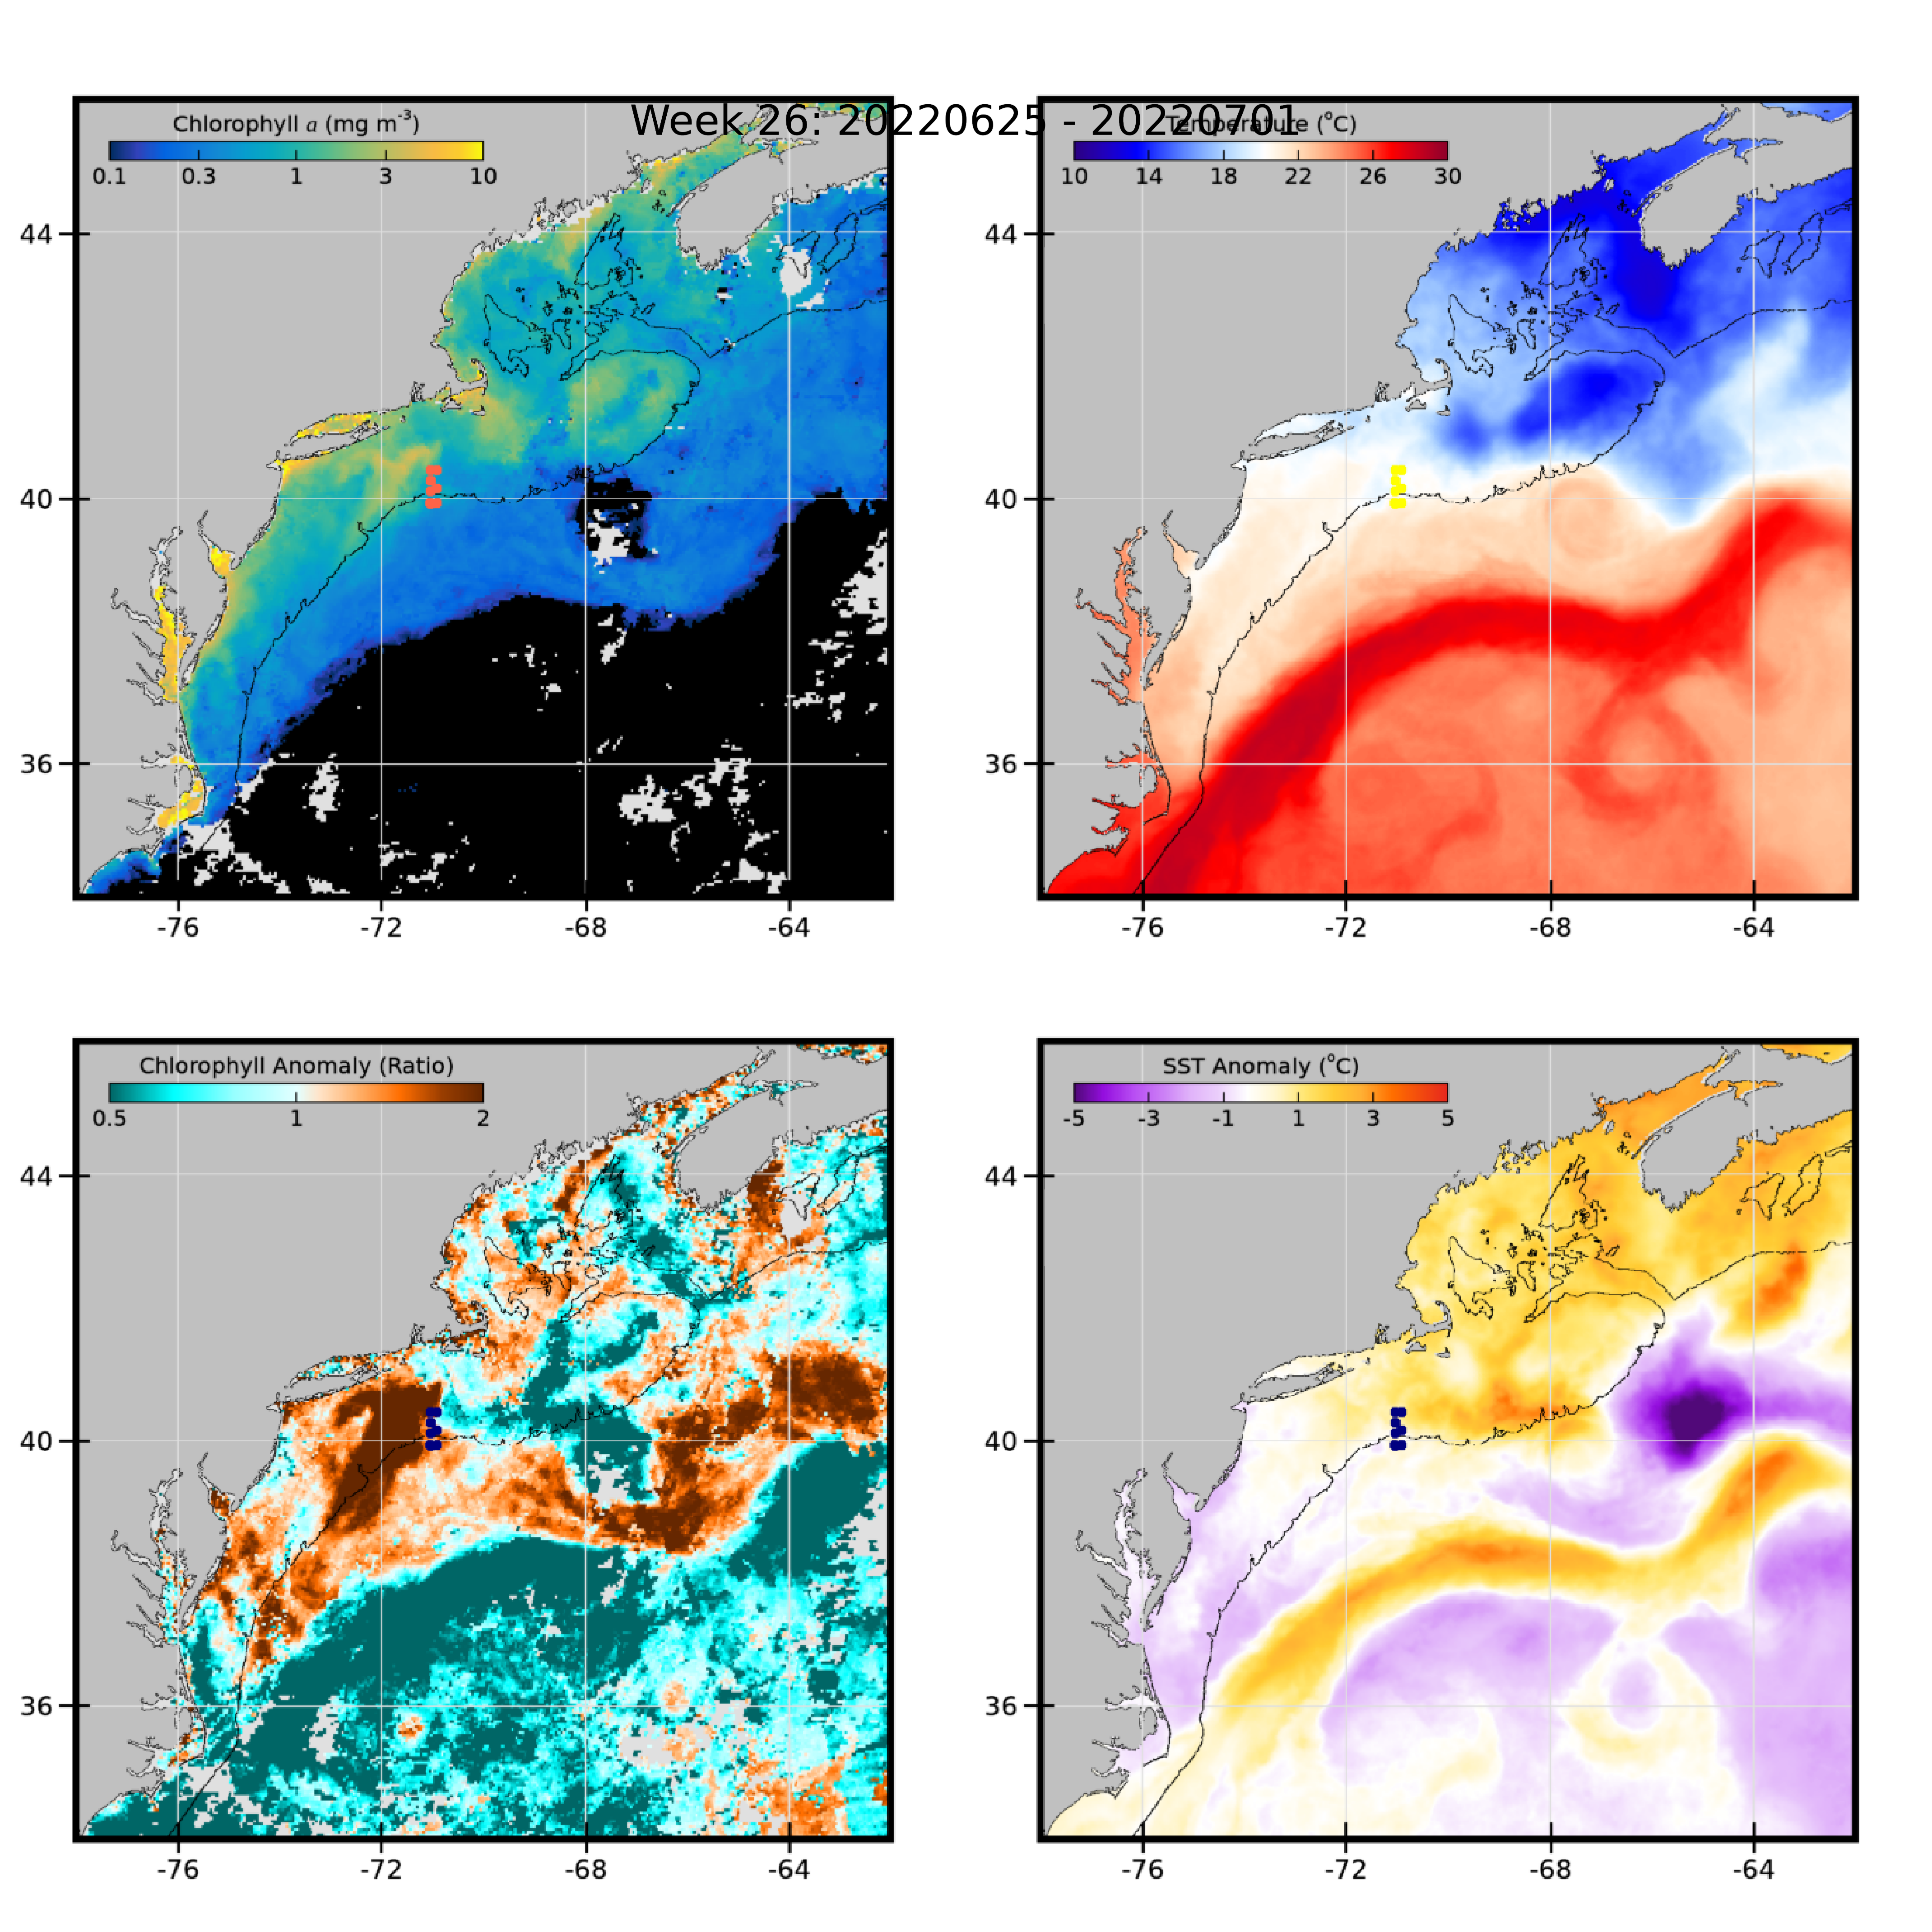 Week 26: 20220625 - 20220701
Chlorophyll a (mg m-3)
0.1 0.3 1 3 10
44
40
36
-76 -72 -68 -64
Temperature (oC)
10 14 18 22 26 30
44
40
36
-76 -72 -68 -64
Chlorophyll Anomaly (Ratio)
0.5 1 2
44
40
36
-76 -72 -68 -64
SST Anomaly (oC)
-5 -3 -1 1 3 5
44
40
36
-76 -72 -68 -64